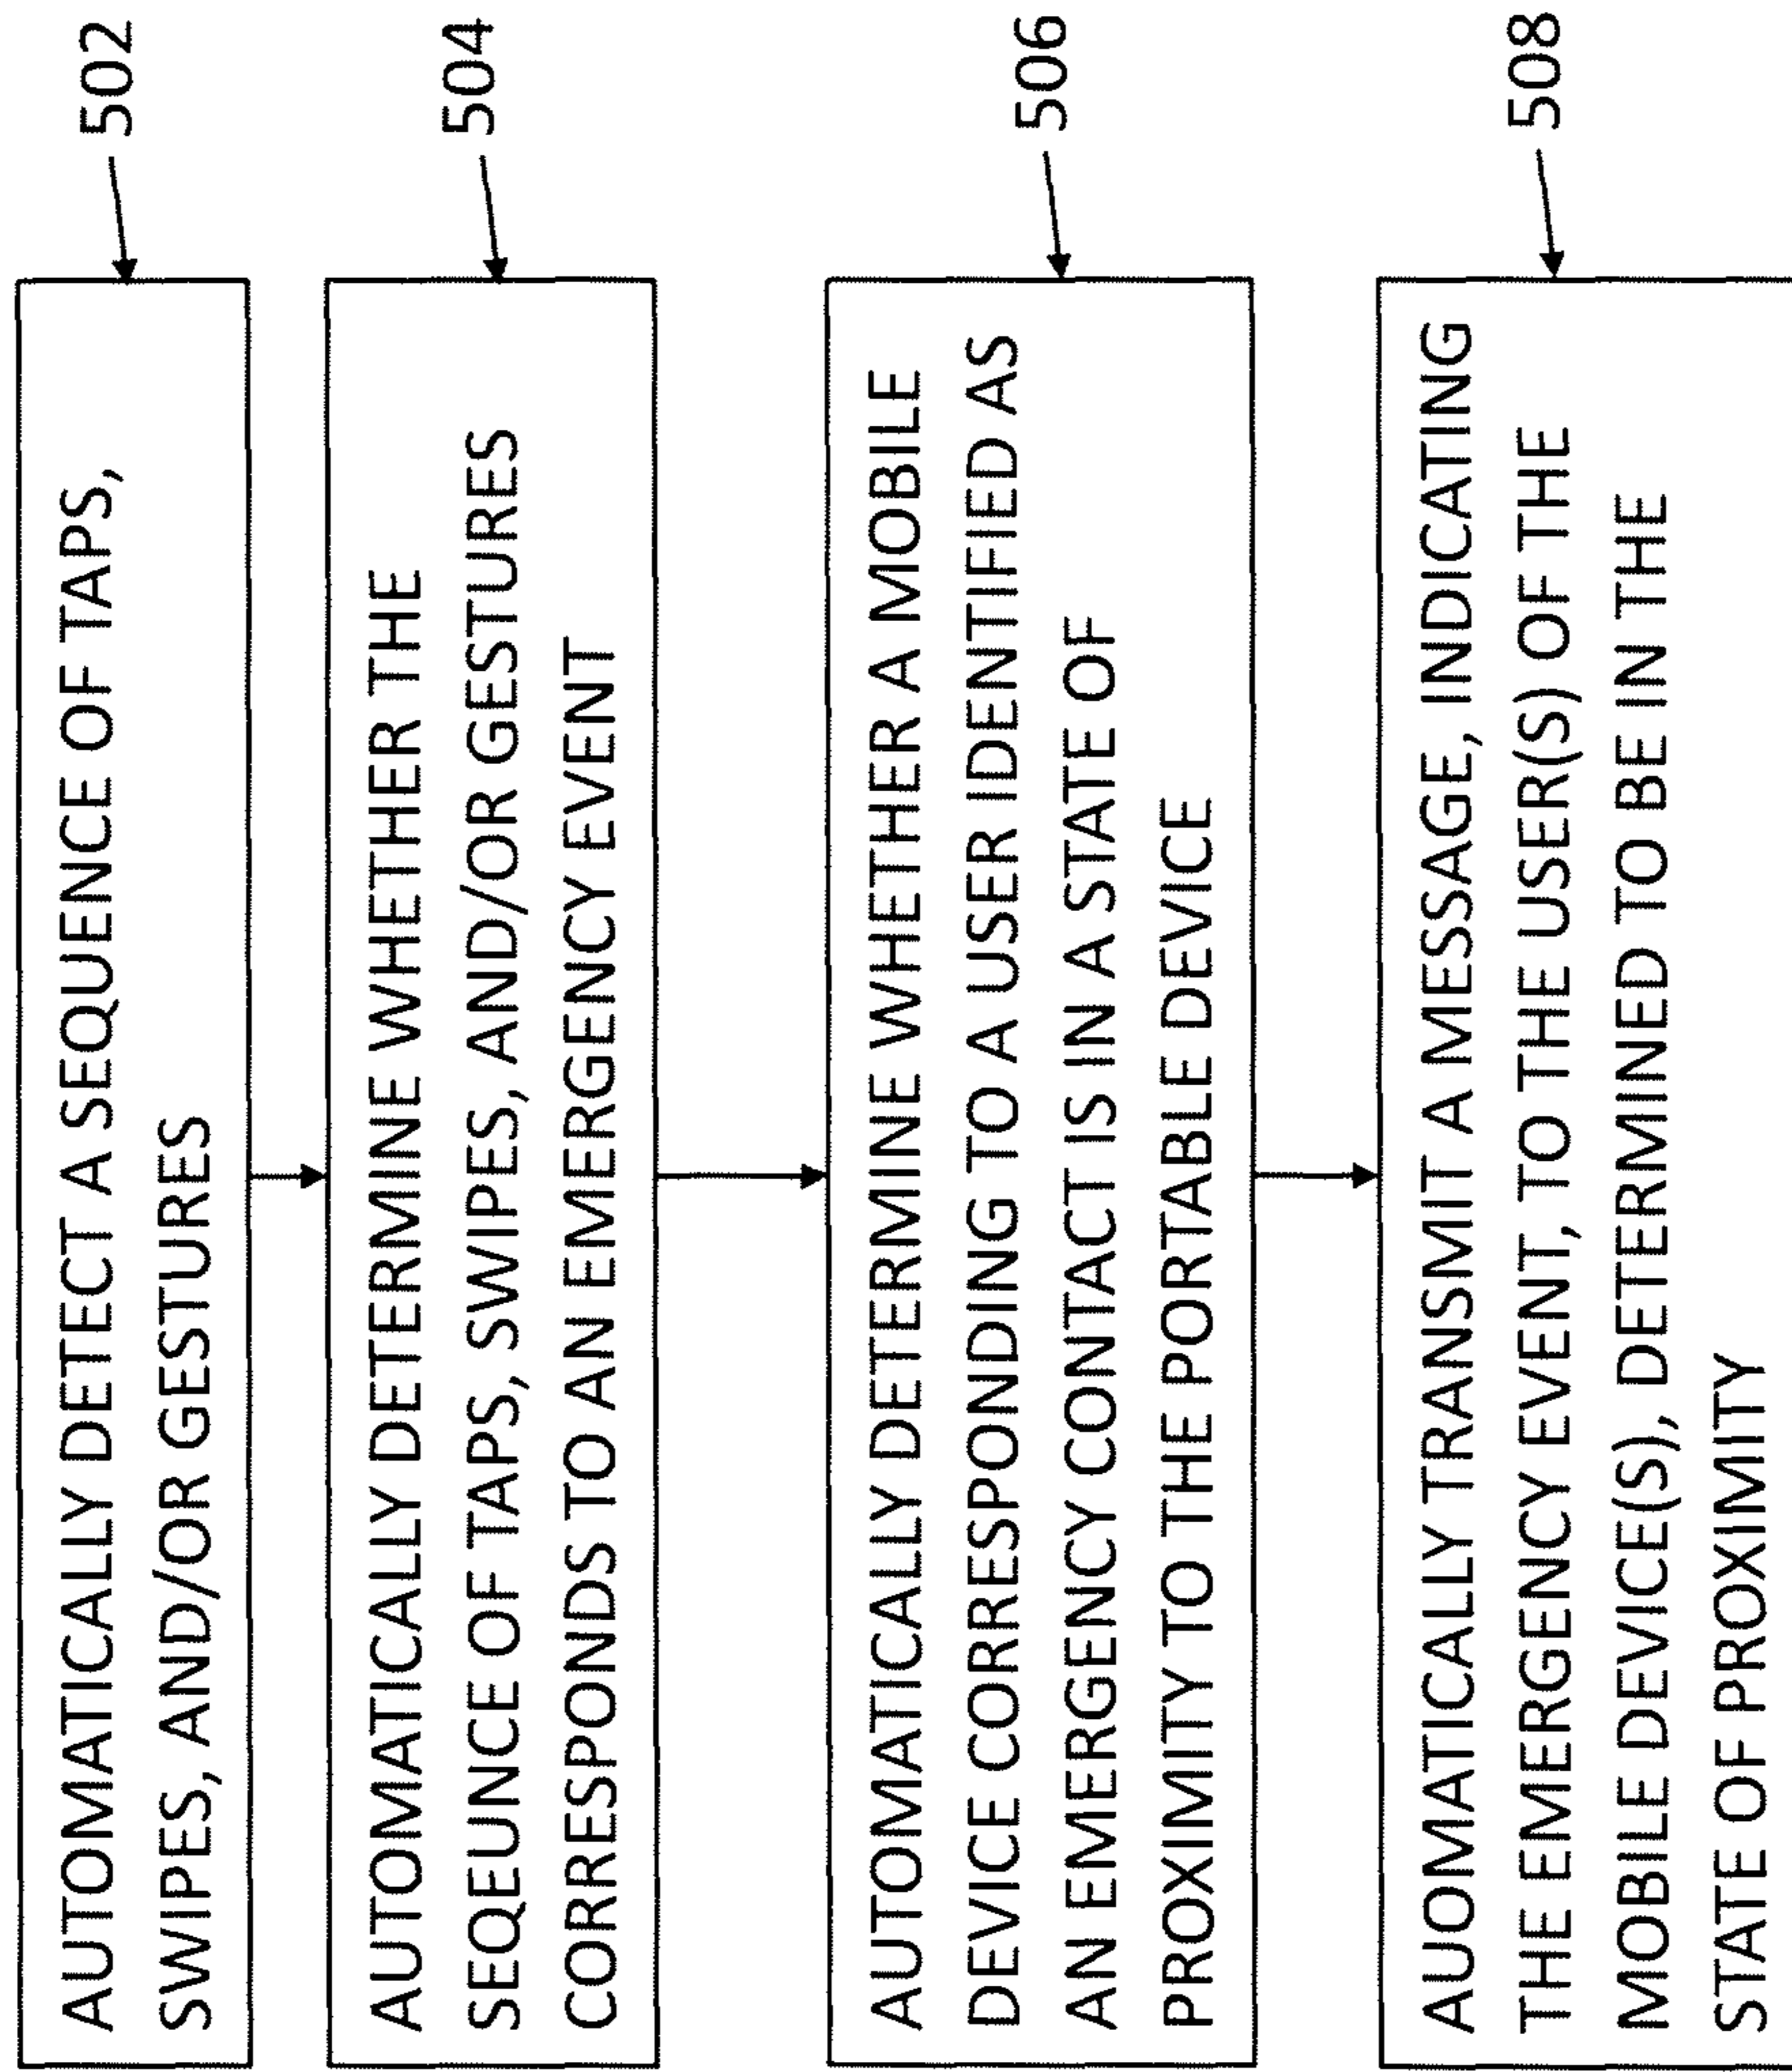 AUTOMATICALLY DETECT A SEQUENCE OF TAPS,
SWIPES, AND/OR GESTURES
502
AUTOMATICALLY DETERMINE WHETHER THE
SEQEUNCE OF TAPS, SWIPES, AND/OR GESTURES
CORRESPONDS TO AN EMERGENCY EVENT
504
AUTOMATICALLY DETERMINE WHETHER A MOBILE
DEVICE CORRESPONDING TO A USER IDENTIFIED AS
AN EMERGENCY CONTACT IS IN A STATE OF
PROXIMITY TO THE PORTABLE DEVICE
506
AUOMATICALLY TRANSMIT A MESSAGE, INDICATING
THE EMERGENCY EVENT, TO THE USER(S) OF THE
MOBILE DEVICE(S), DETERMINED TO BE IN THE
STATE OF PROXIMITY
508